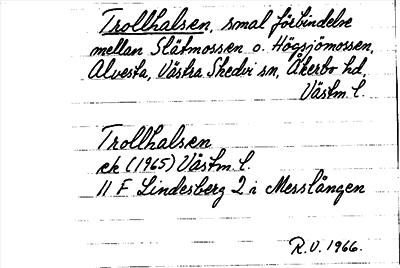 Trollhalsen, smal förbindelse
mellan Slätmossen o. Högsjömossen,
Alvesta, Västra Skedvi sn, Åkerbo hd,
Västm. l.
Trollhalsen
ek (1965) Västm. l.
11 F Lindesberg 2 i Messlången
R.U. 1966.